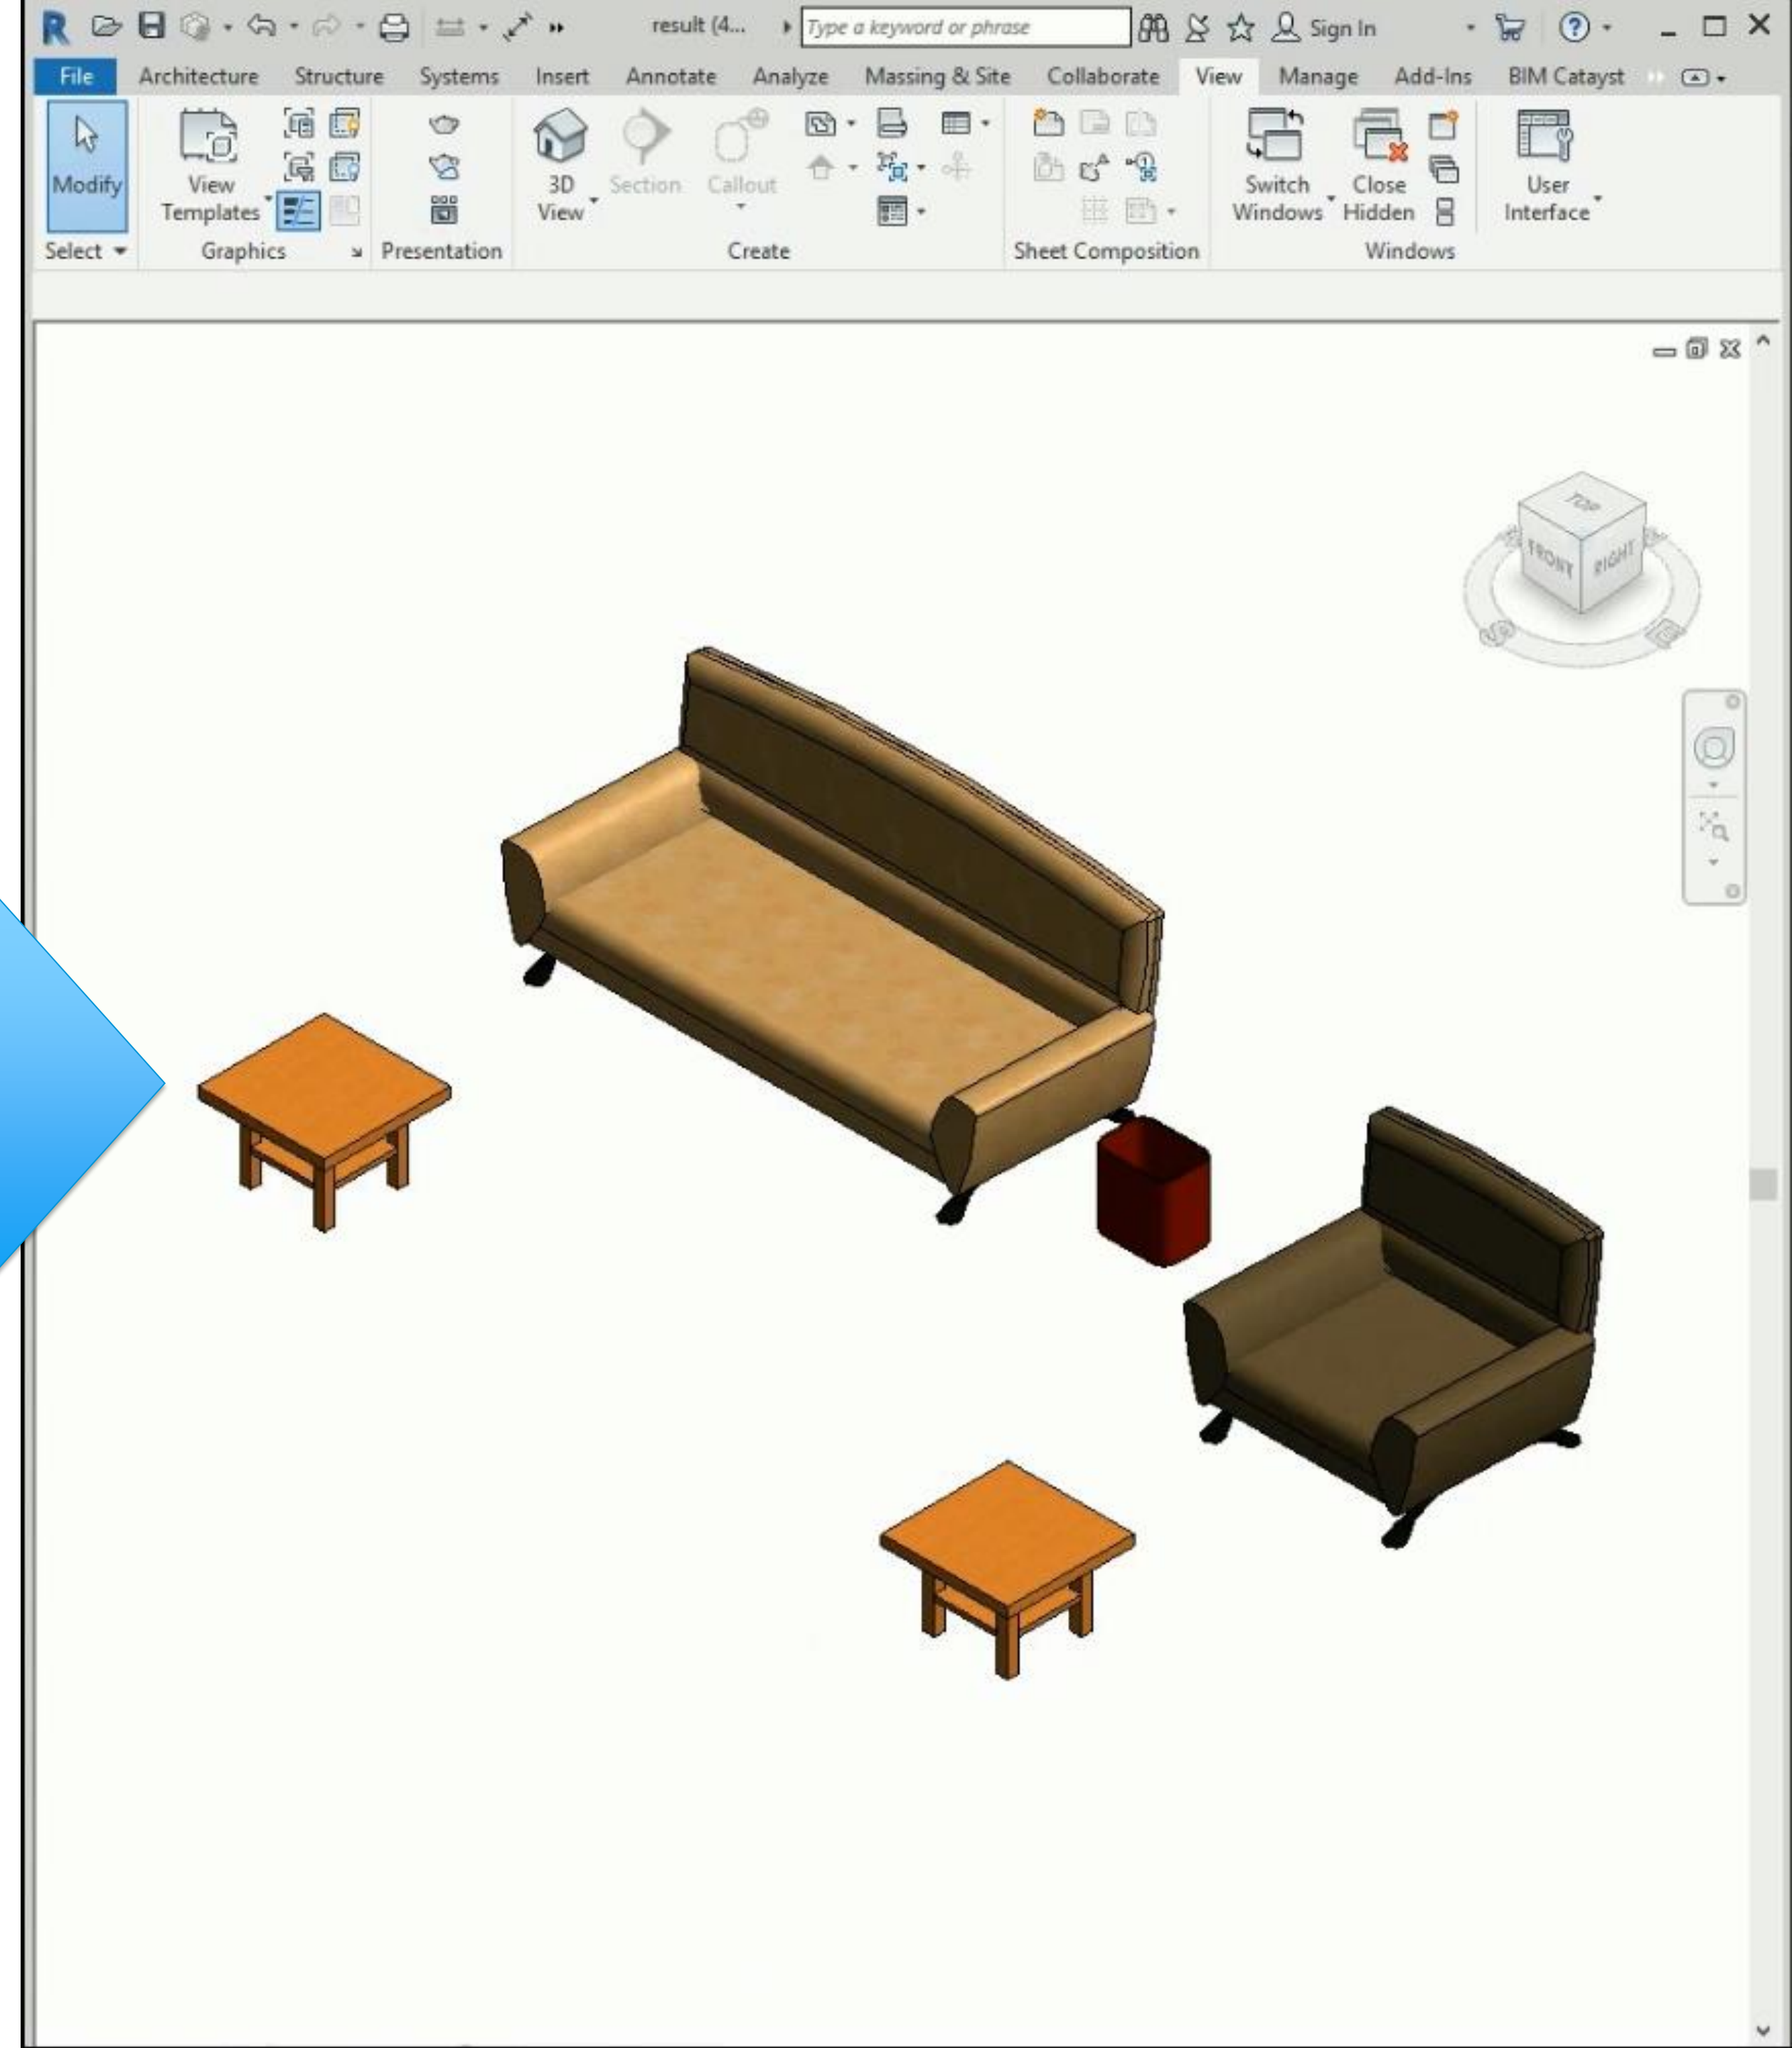 R result (4... Type a keyword or phrase Sign In ?
File Architecture Structure Systems Insert Annotate Analyze Massing & Site Collaborate View Manage Add-Ins BIM Catayst
Modify View Templates 3D View Section Callout Switch Windows Close Hidden User Interface
Select Graphics Presentation Create Sheet Composition Windows
TOP
FRONT RIGHT
S E